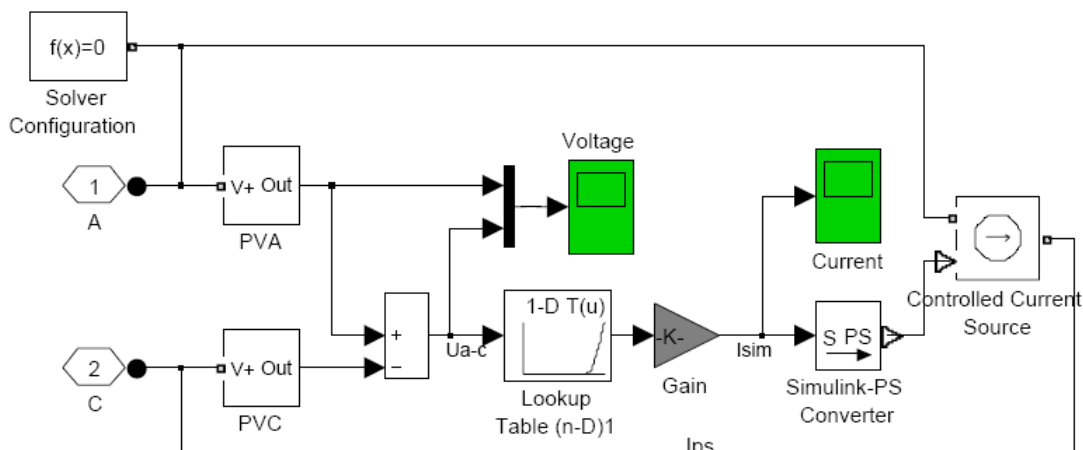 f(x)=0
Solver
Configuration
1
A
V+ Out
PVA
Voltage
Current
Controlled Current
Source
2
C
V+ Out
PVC
+
−
Ua-c
1-D T(u)
Lookup
Table (n-D)1
-K-
Gain
Isim
S PS
Simulink-PS
Converter
Ips